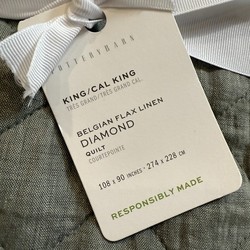 POTTERYBARN
KING/CAL KING
TRÈS GRAND/TRÈS GRAND CAL.
BELGIAN FLAX LINEN
DIAMOND
QUILT
COURTEPOINTE
108 x 90 INCHES • 274 x 228 CM
RESPONSIBLY MADE